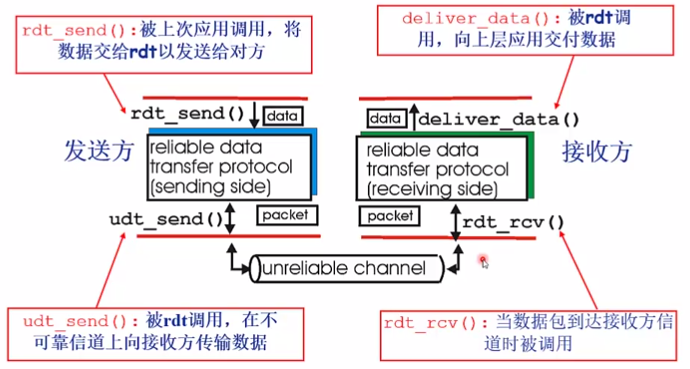 rdt_send():被上次应用调用，将
数据交给rdt以发送给对方
deliver_data():被rdt调
用，向上层应用交付数据
rdt_send()
data
data
deliver_data()
发送方
reliable data
transfer protocol
(sending side)
reliable data
transfer protocol
(receiving side)
接收方
udt_send()
packet
packet
rdt_rcv()
unreliable channel
udt_send():被rdt调用，在不
可靠信道上向接收方传输数据
rdt_rcv():当数据包到达接收方信
道时被调用